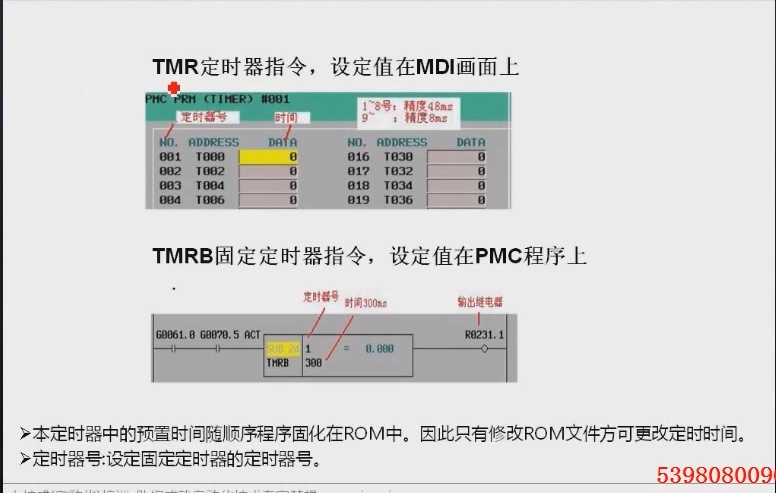 TMR定时器指令，设定值在MDI画面上
PMC PRM (TIMER) #001
1~8号：精度48ms
9~ ：精度8ms
定时器号 时间
NO. ADDRESS DATA NO. ADDRESS DATA
001 T000 0 016 T030 0
002 T002 0 017 T032 0
003 T004 0 018 T034 0
004 T006 0 019 T036 0
TMRB固定定时器指令，设定值在PMC程序上
定时器号 时间300ms 输出继电器
G0061.0 G0070.5 ACT R0231.1
SUB 24 1 = 0.000
TMRB 300
➢本定时器中的预置时间随顺序程序固化在ROM中。因此只有修改ROM文件方可更改定时时间。
➢定时器号:设定固定定时器的定时器号。
539808009